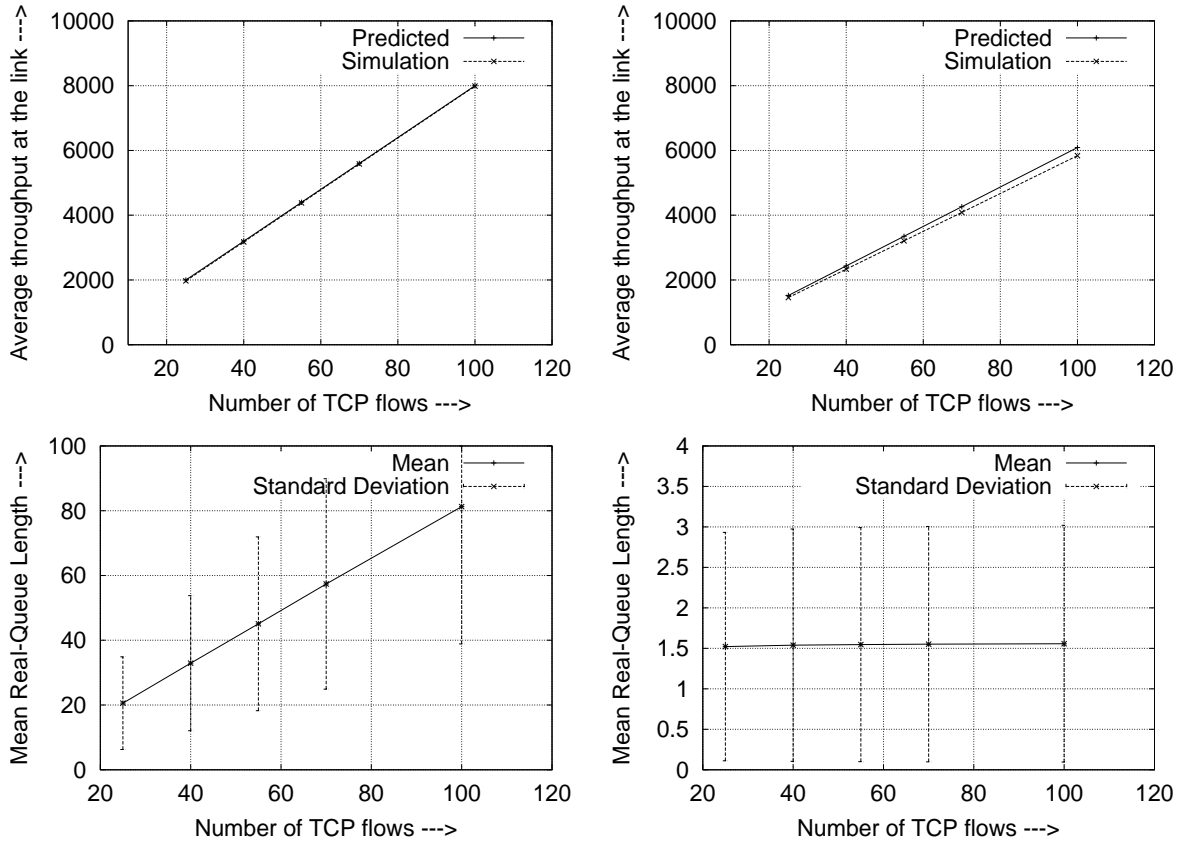 Average throughput at the link --->
10000
8000
6000
4000
2000
0
Predicted
Simulation
20 40 60 80 100 120
Number of TCP flows --->
Average throughput at the link --->
10000
8000
6000
4000
2000
0
Predicted
Simulation
20 40 60 80 100 120
Number of TCP flows --->
Mean Real-Queue Length --->
100
80
60
40
20
0
Mean
Standard Deviation
20 40 60 80 100 120
Number of TCP flows --->
Mean Real-Queue Length --->
4
3.5
3
2.5
2
1.5
1
0.5
0
Mean
Standard Deviation
20 40 60 80 100 120
Number of TCP flows --->